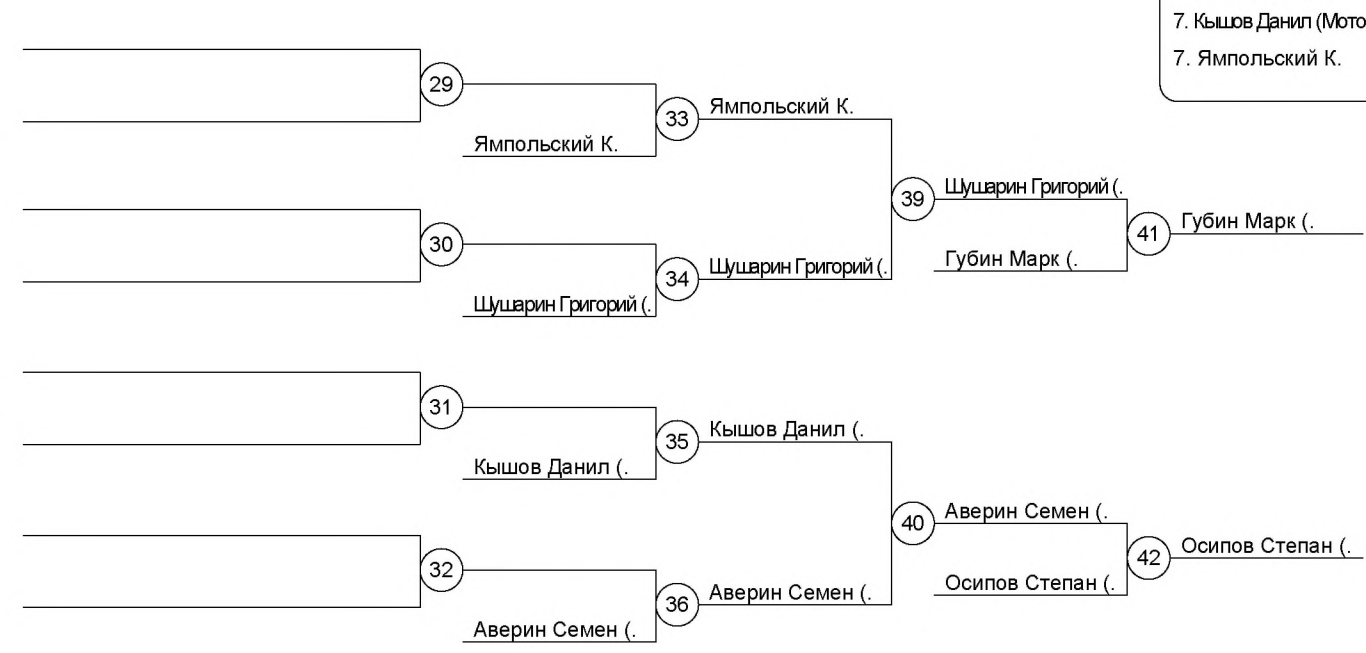 7. Кышов Данил (Мото
7. Ямпольский К.
29
Ямпольский К.
33
Ямпольский К.
30
Шушарин Григорий (.
34
Шушарин Григорий (.
39
Шушарин Григорий (.
Губин Марк (.
41
Губин Марк (.
31
Кышов Данил (.
35
Кышов Данил (.
32
Аверин Семен (.
36
Аверин Семен (.
40
Аверин Семен (.
Осипов Степан (.
42
Осипов Степан (.